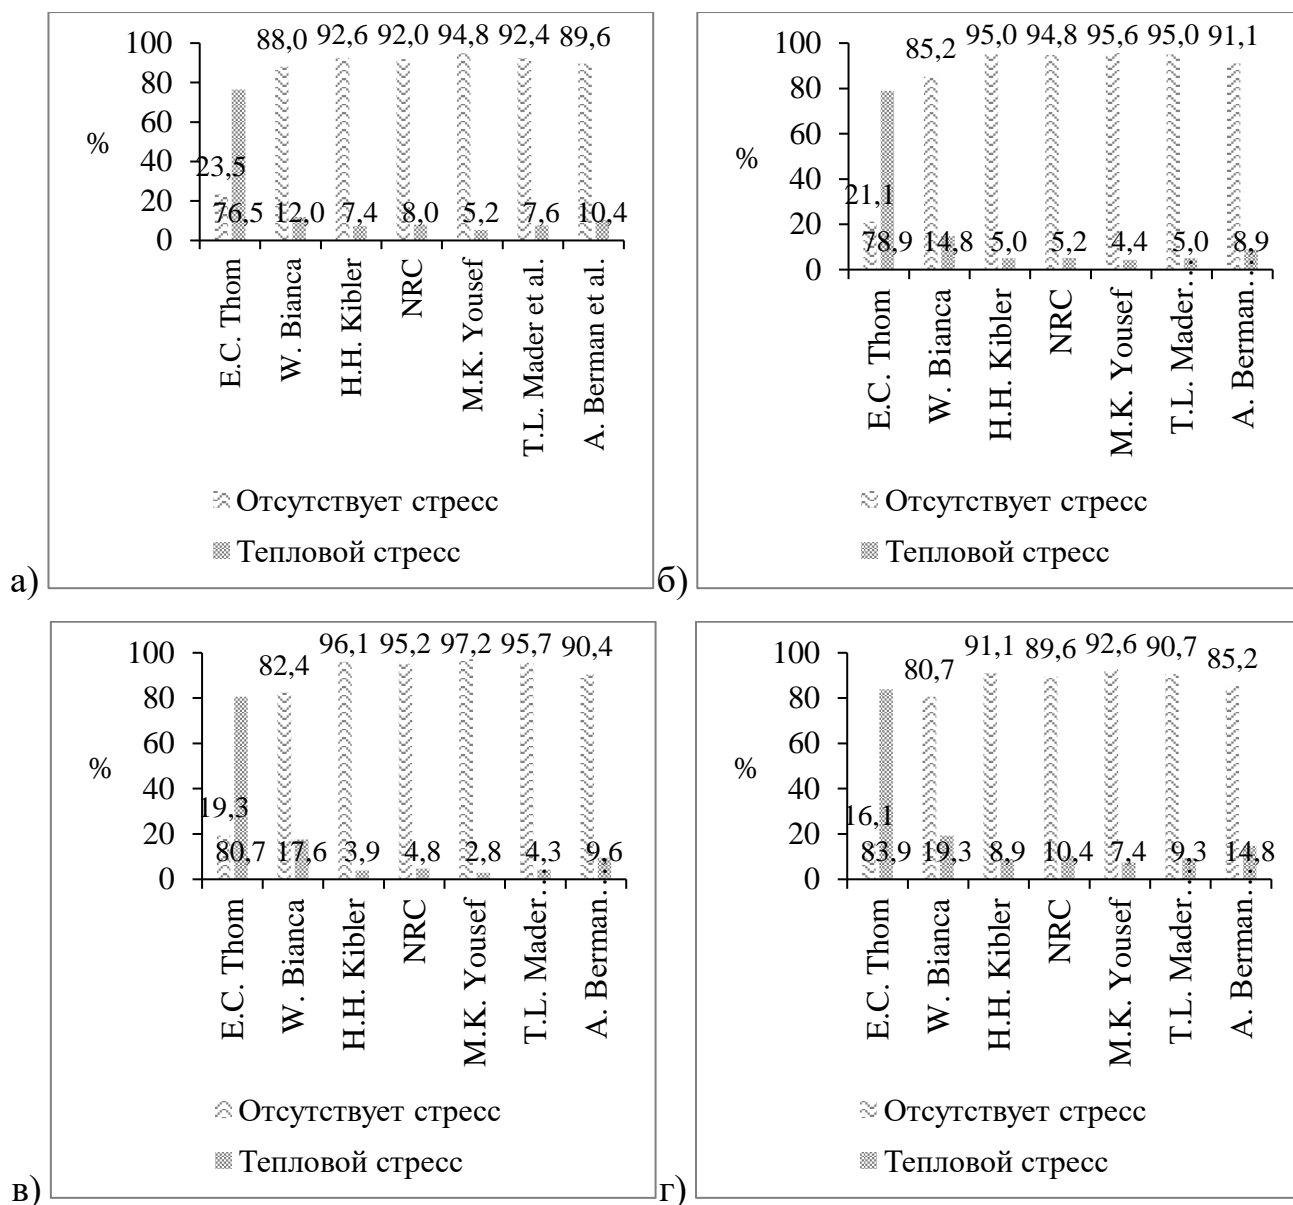 88,0 92,6 92,0 94,8 92,4 89,6
100
80
60
40
20
0
%
23,5
76,5 12,0 7,4 8,0 5,2 7,6 10,4
E.C. Thom
W. Bianca
H.H. Kibler
NRC
M.K. Yousef
T.L. Mader et al.
A. Berman et al.
Отсутствует стресс
Тепловой стресс
а)
85,2 95,0 94,8 95,6 95,0 91,1
100
80
60
40
20
0
%
21,1
78,9 14,8 5,0 5,2 4,4 5,0 8,9
E.C. Thom
W. Bianca
H.H. Kibler
NRC
M.K. Yousef
T.L. Mader…
A. Berman…
Отсутствует стресс
Тепловой стресс
б)
82,4 96,1 95,2 97,2 95,7 90,4
100
80
60
40
20
0
%
19,3
80,7 17,6 3,9 4,8 2,8 4,3 9,6
E.C. Thom
W. Bianca
H.H. Kibler
NRC
M.K. Yousef
T.L. Mader…
A. Berman…
Отсутствует стресс
Тепловой стресс
в)
80,7 91,1 89,6 92,6 90,7 85,2
100
80
60
40
20
0
%
16,1
83,9 19,3 8,9 10,4 7,4 9,3 14,8
E.C. Thom
W. Bianca
H.H. Kibler
NRC
M.K. Yousef
T.L. Mader…
A. Berman…
Отсутствует стресс
Тепловой стресс
г)